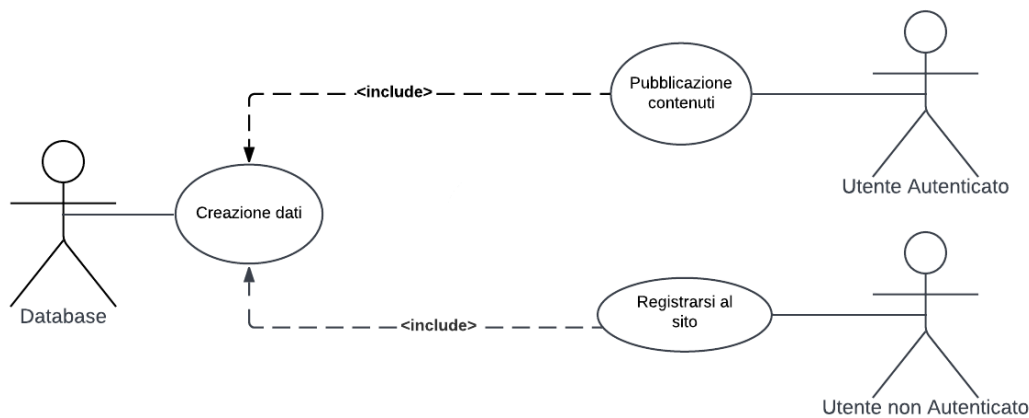 Pubblicazione
contenuti
<include>
Utente Autenticato
Creazione dati
Database
Registrarsi al
sito
<include>
Utente non Autenticato